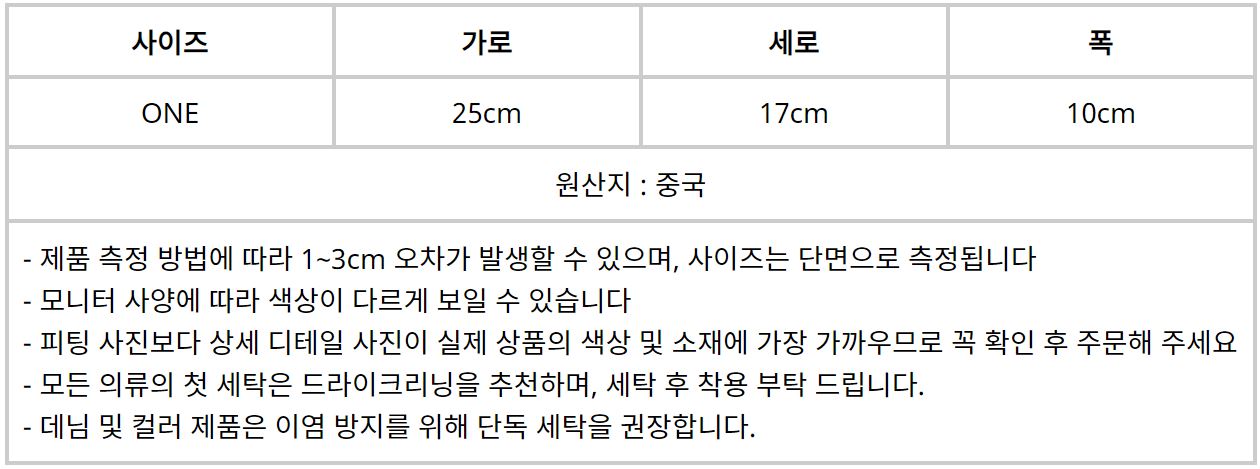 사이즈 가로 세로 폭
ONE 25cm 17cm 10cm
원산지 : 중국
- 제품 측정 방법에 따라 1~3cm 오차가 발생할 수 있으며, 사이즈는 단면으로 측정됩니다
- 모니터 사양에 따라 색상이 다르게 보일 수 있습니다
- 피팅 사진보다 상세 디테일 사진이 실제 상품의 색상 및 소재에 가장 가까우므로 꼭 확인 후 주문해 주세요
- 모든 의류의 첫 세탁은 드라이크리닝을 추천하며, 세탁 후 착용 부탁 드립니다.
- 데님 및 컬러 제품은 이염 방지를 위해 단독 세탁을 권장합니다.